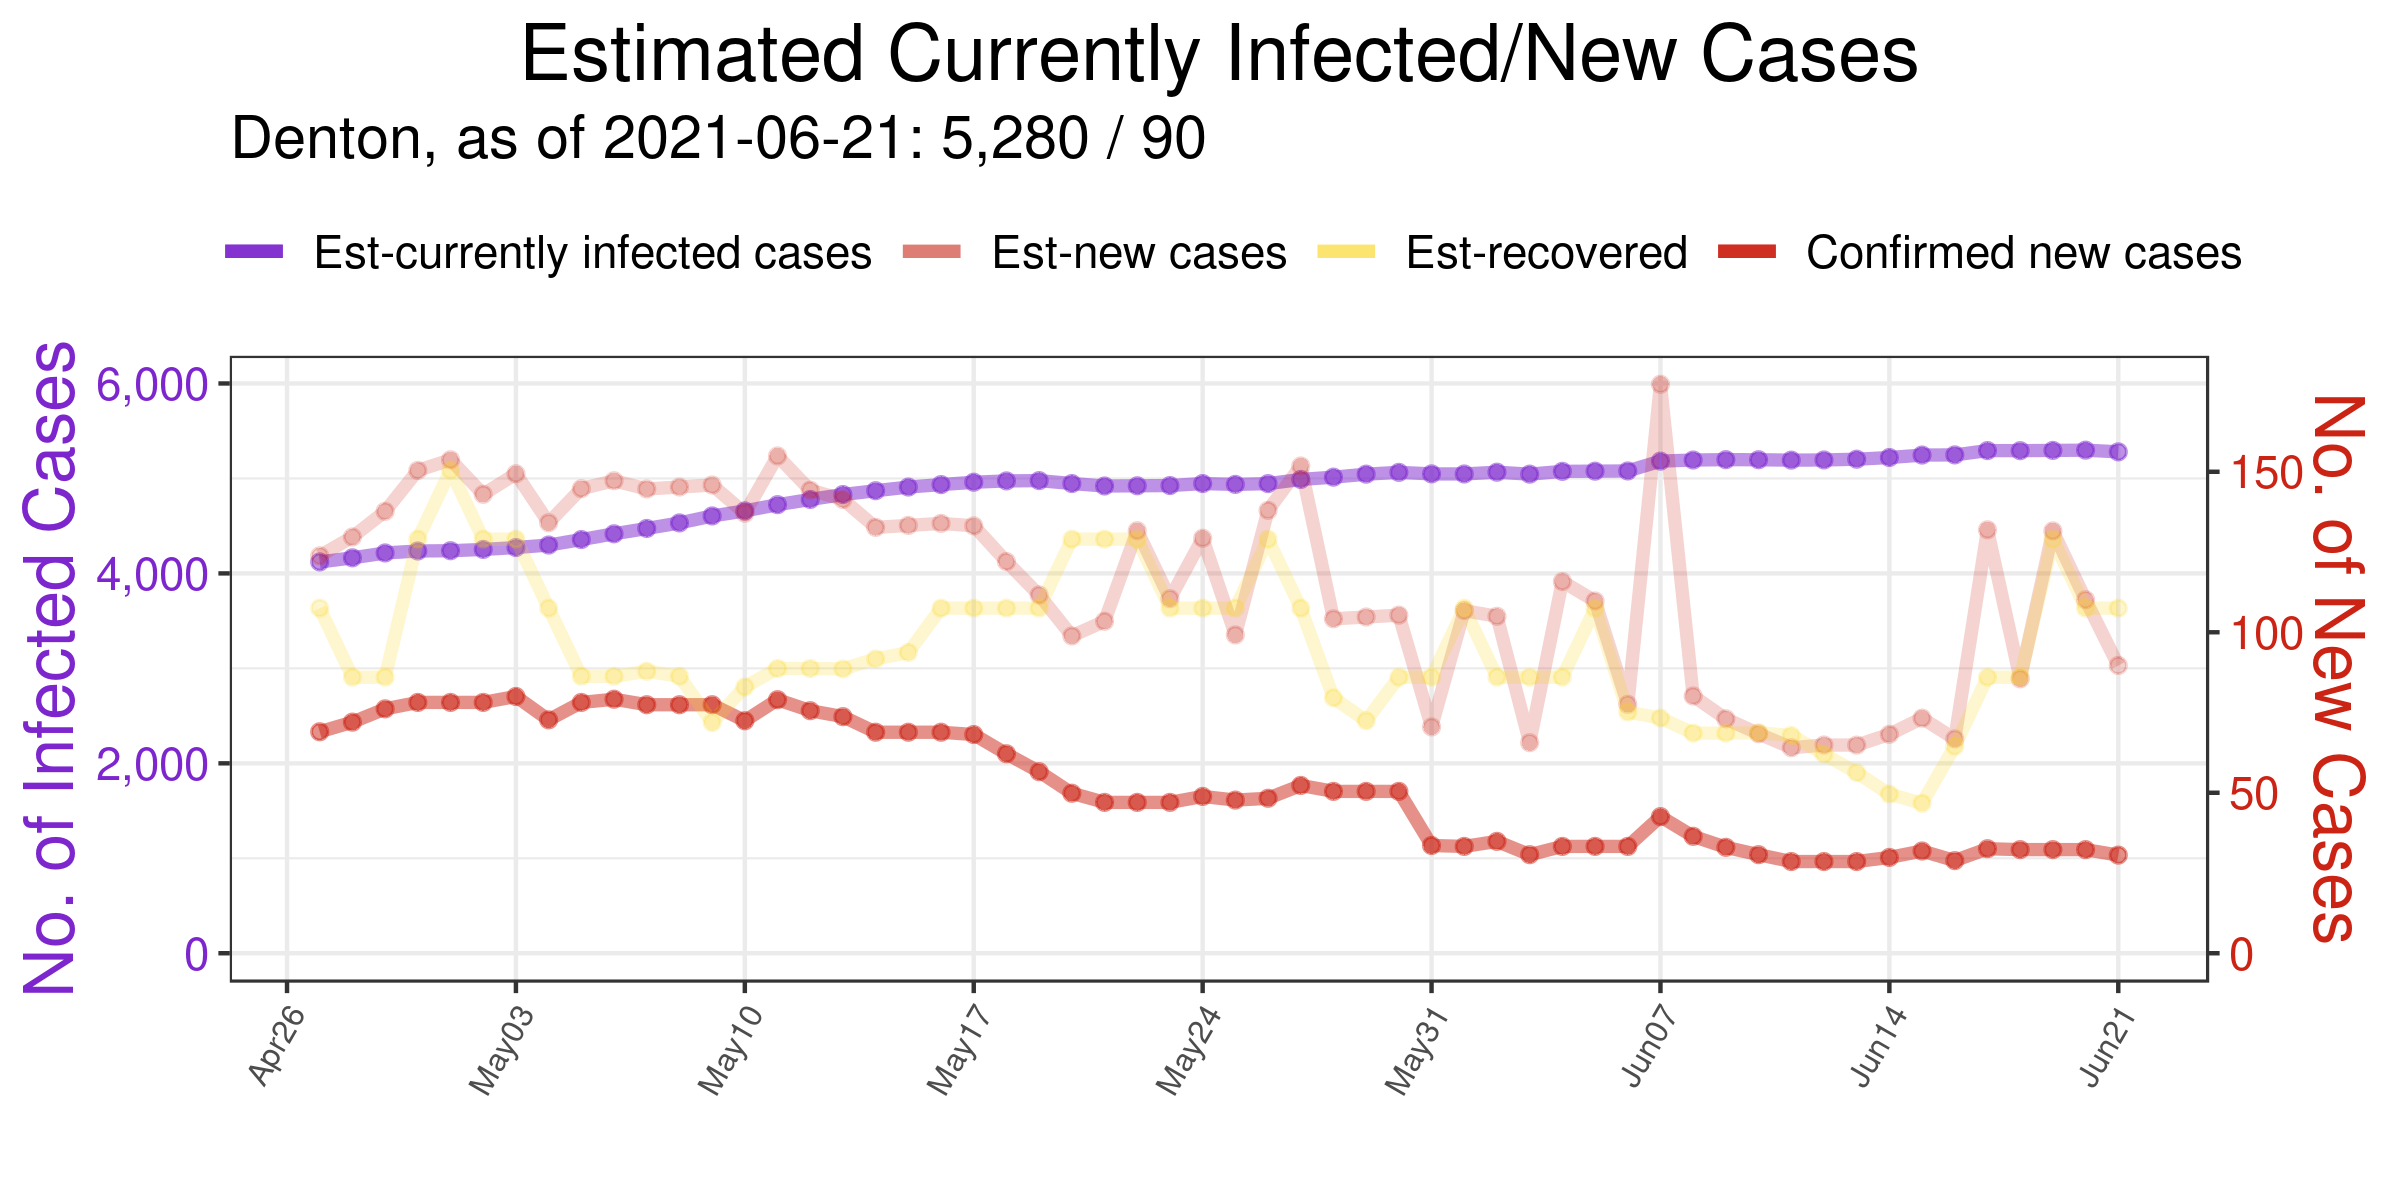 Estimated Currently Infected/New Cases
Denton, as of 2021-06-21: 5,280 / 90
Est-currently infected cases Est-new cases Est-recovered Confirmed new cases
No. of Infected Cases
6,000
4,000
2,000
0
150
100
50
0
No. of New Cases
Apr26 May03 May10 May17 May24 May31 Jun07 Jun14 Jun21